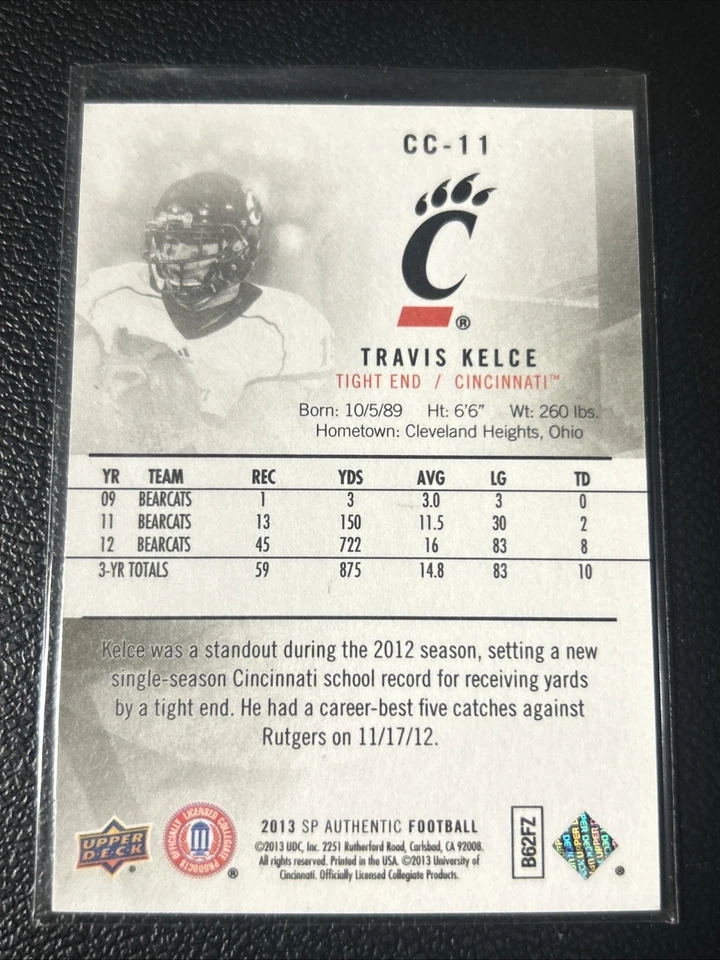 CC-11
C
®
TRAVIS KELCE
TIGHT END / CINCINNATI™
Born: 10/5/89 Ht: 6'6" Wt: 260 lbs.
Hometown: Cleveland Heights, Ohio
YR TEAM REC YDS AVG LG TD
09 BEARCATS 1 3 3.0 3 0
11 BEARCATS 13 150 11.5 30 2
12 BEARCATS 45 722 16 83 8
3-YR TOTALS 59 875 14.8 83 10
Kelce was a standout during the 2012 season, setting a new
single-season Cincinnati school record for receiving yards
by a tight end. He had a career-best five catches against
Rutgers on 11/17/12.
UPPER
DECK
®
OFFICIALLY LICENSED COLLEGIATE PRODUCTS
®
2013 SP AUTHENTIC FOOTBALL
©2013 UDC, Inc. 2251 Rutherford Road, Carlsbad, CA 92008.
All rights reserved. Printed in the USA. ©2013 University of
Cincinnati. Officially Licensed Collegiate Products.
B62FZ
UPPER
DECK
®